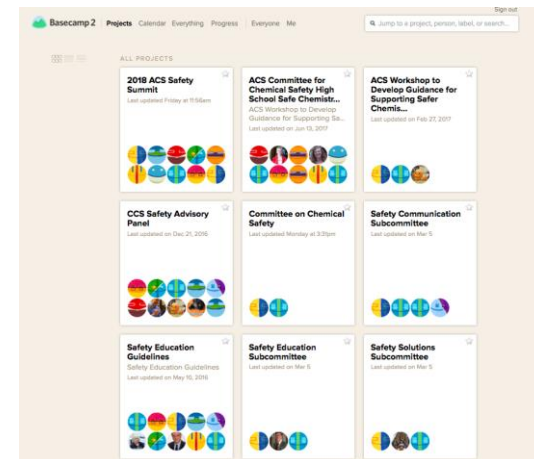 Sign out
Basecamp 2 Projects Calendar Everything Progress Everyone Me
Jump to a project, person, label, or search...
ALL PROJECTS
2018 ACS Safety
Summit
Last updated Friday at 11:56am
ACS Committee for
Chemical Safety High
School Safe Chemistr...
ACS Workshop to
Develop Guidance for
Supporting Sa...
Last updated on Jun 13, 2017
ACS Workshop to
Develop Guidance for
Supporting Safer
Chemis...
Last updated on Feb 27, 2017
CCS Safety Advisory
Panel
Last updated on Dec 21, 2016
Committee on Chemical
Safety
Last updated Monday at 3:31pm
Safety Communication
Subcommittee
Last updated on Mar 5
Safety Education
Guidelines
Safety Education Guidelines
Last updated on May 10, 2016
Safety Education
Subcommittee
Last updated on Mar 6
Safety Solutions
Subcommittee
Last updated on Mar 5